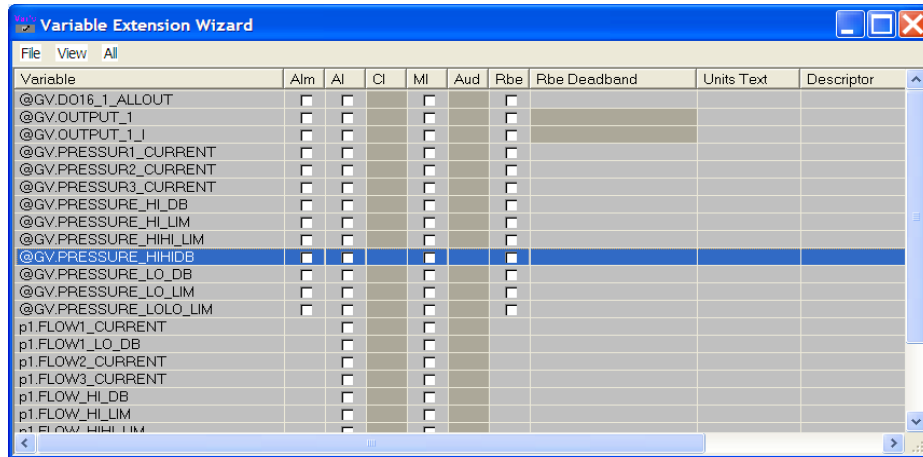 Variable Extension Wizard
File View All
Variable Alm AI CI MI Aud Rbe Rbe Deadband Units Text Descriptor
@GV.DO16_1_ALLOUT
@GV.OUTPUT_1
@GV.OUTPUT_1_I
@GV.PRESSUR1_CURRENT
@GV.PRESSUR2_CURRENT
@GV.PRESSUR3_CURRENT
@GV.PRESSURE_HI_DB
@GV.PRESSURE_HI_LIM
@GV.PRESSURE_HIHI_LIM
@GV.PRESSURE_HIHIDB
@GV.PRESSURE_LO_DB
@GV.PRESSURE_LO_LIM
@GV.PRESSURE_LOLO_LIM
p1.FLOW1_CURRENT
p1.FLOW1_LO_DB
p1.FLOW2_CURRENT
p1.FLOW3_CURRENT
p1.FLOW_HI_DB
p1.FLOW_HI_LIM
p1.FLOW_HIHI_LIM